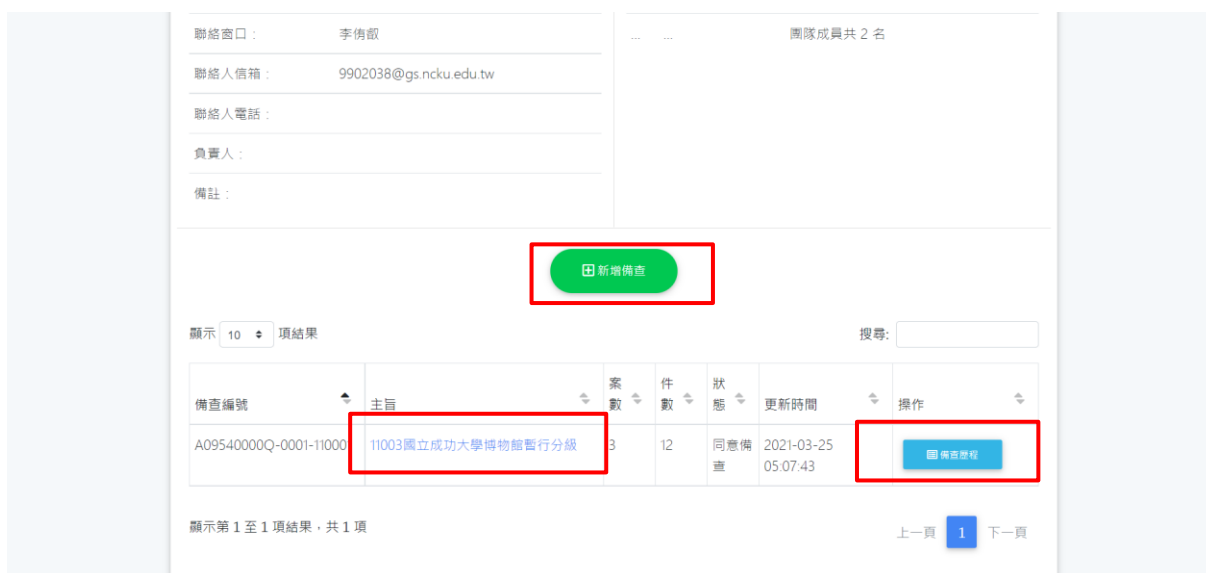 聯絡窗口 : 李侑叡
... ... 團隊成員共 2 名
聯絡人信箱 : 9902038@gs.ncku.edu.tw
聯絡人電話 :
負責人 :
備註 :
新增備查
顯示 10 項結果
搜尋:
備查編號 主旨 案數 件數 狀態 更新時間 操作
A09540000Q-0001-11000 11003國立成功大學博物館暫行分級 3 12 同意備查 2021-03-25 05:07:43 備查歷程
顯示第 1 至 1 項結果，共 1 項
上一頁 1 下一頁